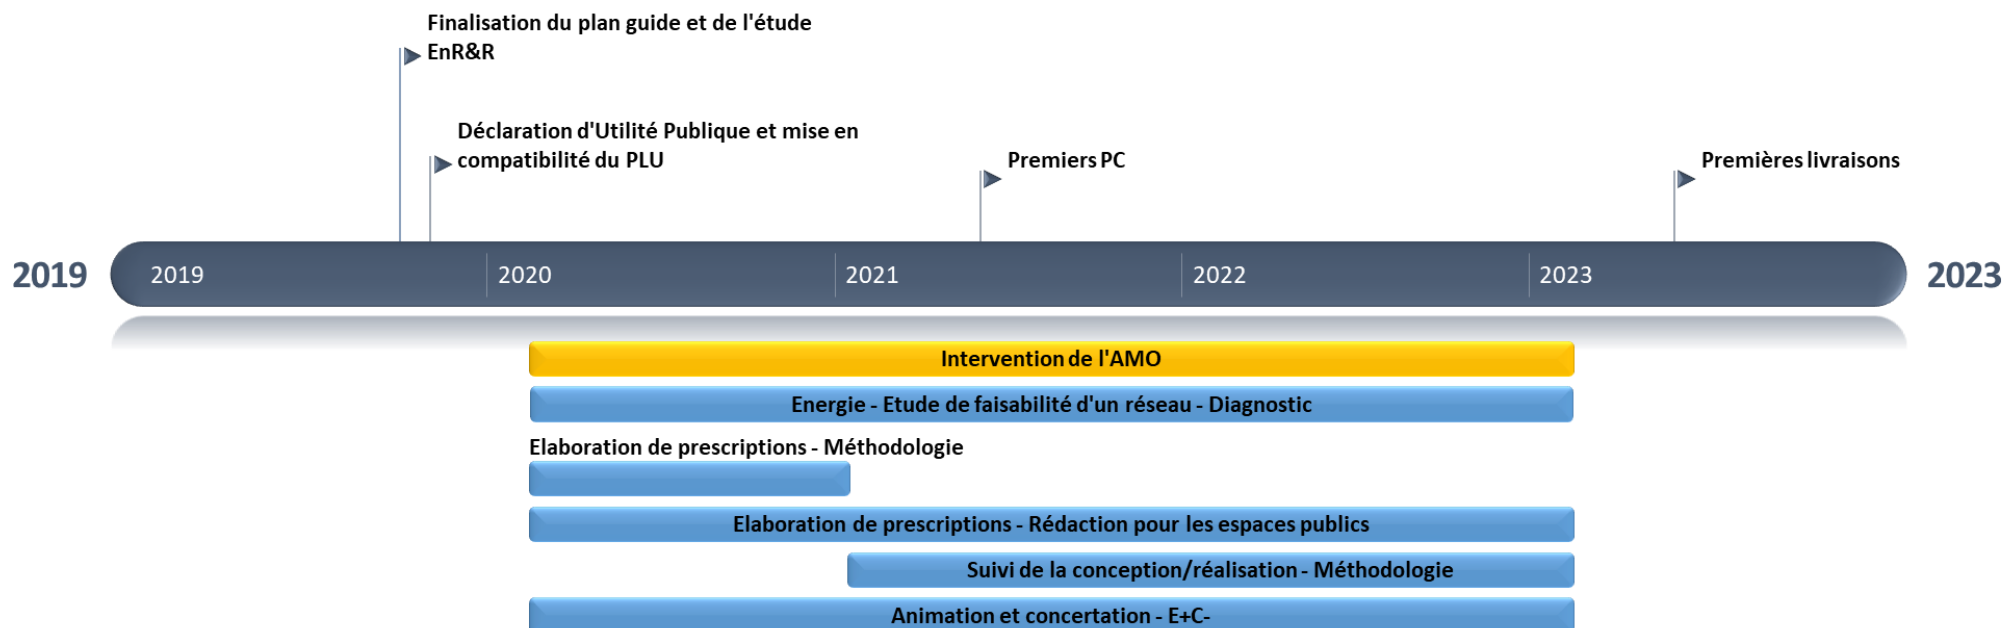 Finalisation du plan guide et de l'étude
EnR&R
Déclaration d'Utilité Publique et mise en
compatibilité du PLU
Premiers PC
Premières livraisons
2019
2019
2020
2021
2022
2023
2023
Intervention de l'AMO
Energie - Etude de faisabilité d'un réseau - Diagnostic
Elaboration de prescriptions - Méthodologie
Elaboration de prescriptions - Rédaction pour les espaces publics
Suivi de la conception/réalisation - Méthodologie
Animation et concertation - E+C-